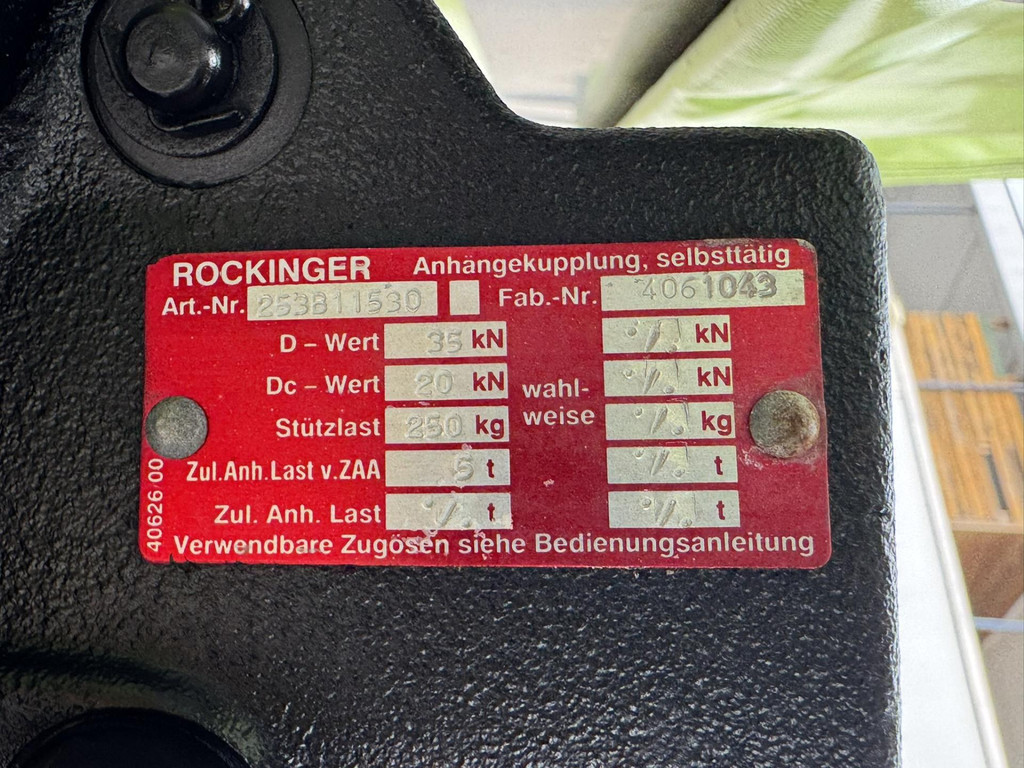 ROCKINGER Anhängekupplung, selbsttätig
Art.-Nr. 253B11530 Fab.-Nr. 4061043
D – Wert 35 kN ·/. kN
Dc – Wert 20 kN wahl- ·/. kN
Stützlast 250 kg weise ·/. kg
Zul.Anh.Last v.ZAA 5 t ·/. t
Zul. Anh. Last ·/. t ·/. t
Verwendbare Zugösen siehe Bedienungsanleitung
40626 00